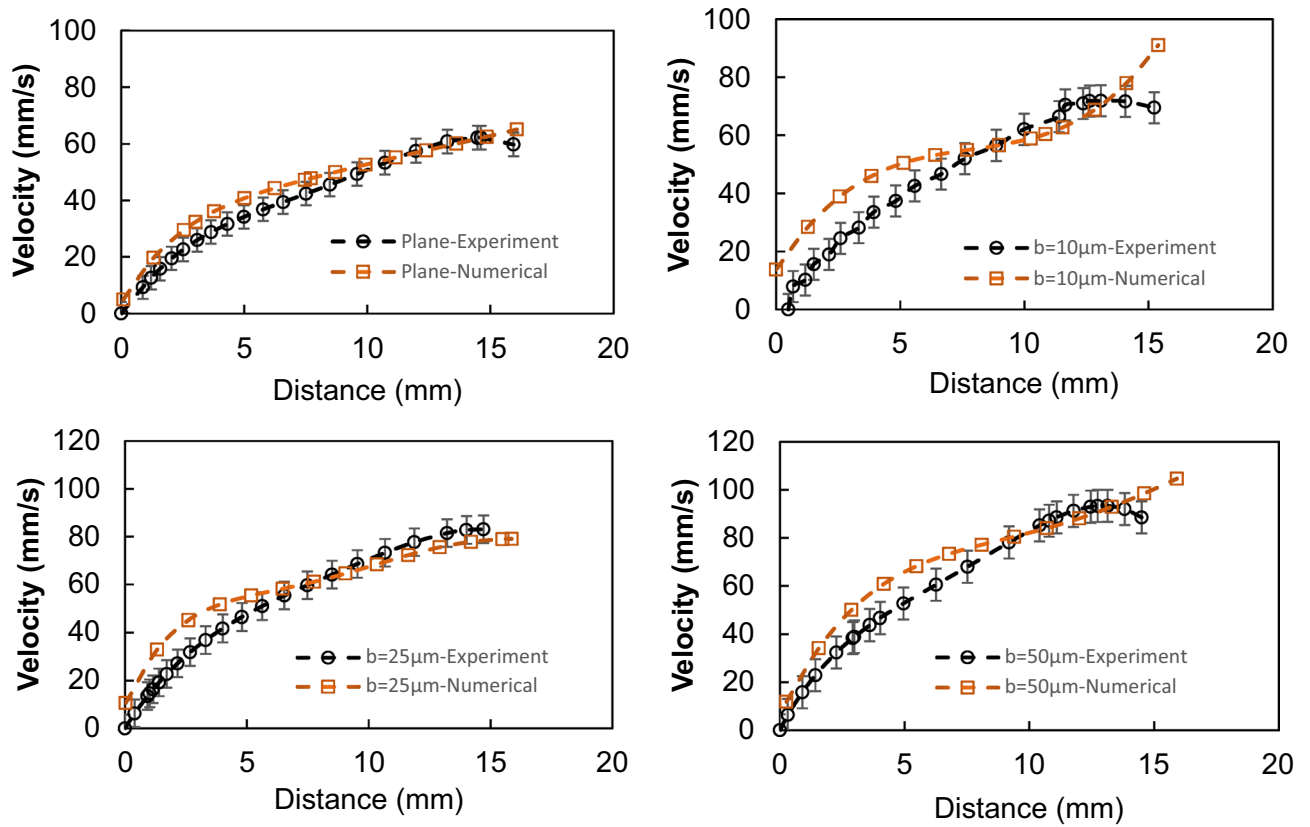 100
80
60
40
20
0
Velocity (mm/s)
Plane-Experiment
Plane-Numerical
0 5 10 15 20
Distance (mm)
100
80
60
40
20
0
Velocity (mm/s)
b=10μm-Experiment
b=10μm-Numerical
0 5 10 15 20
Distance (mm)
120
100
80
60
40
20
0
Velocity (mm/s)
b=25μm-Experiment
b=25μm-Numerical
0 5 10 15 20
Distance (mm)
120
100
80
60
40
20
0
Velocity (mm/s)
b=50μm-Experiment
b=50μm-Numerical
0 5 10 15 20
Distance (mm)